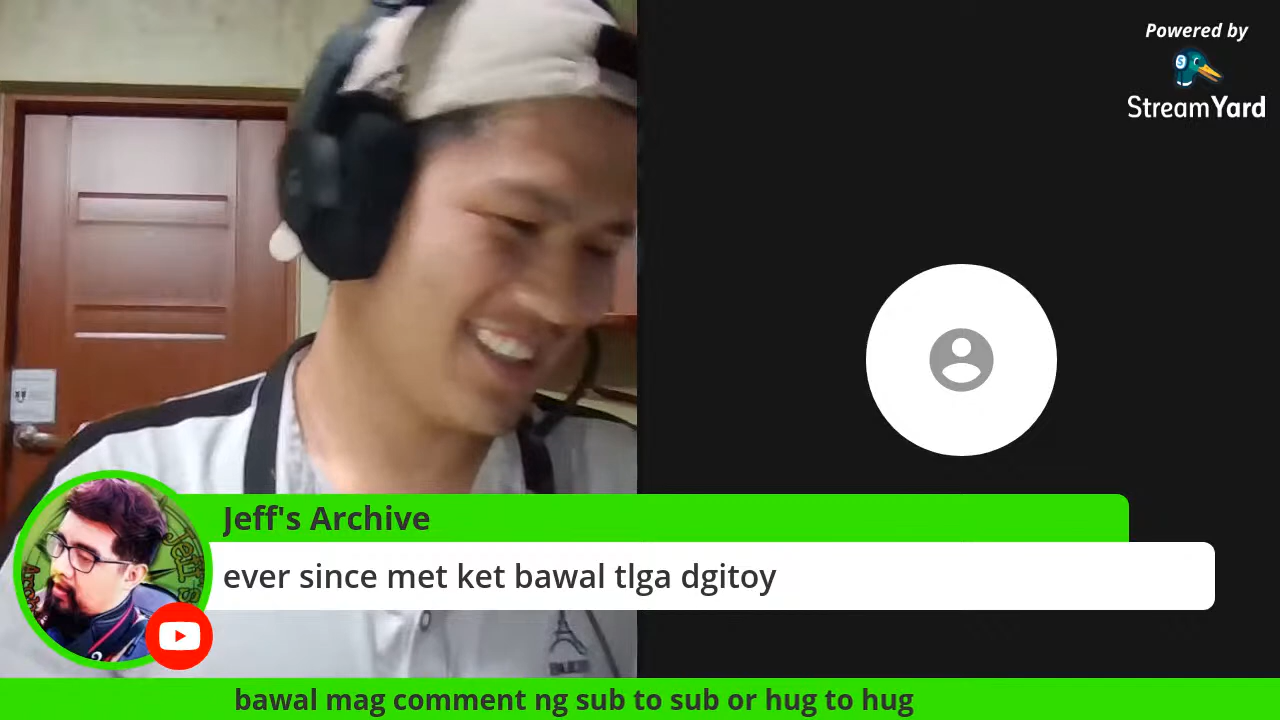 Powered by
StreamYard
Jeff's Archive
ever since met ket bawal tlga dgitoy
bawal mag comment ng sub to sub or hug to hug